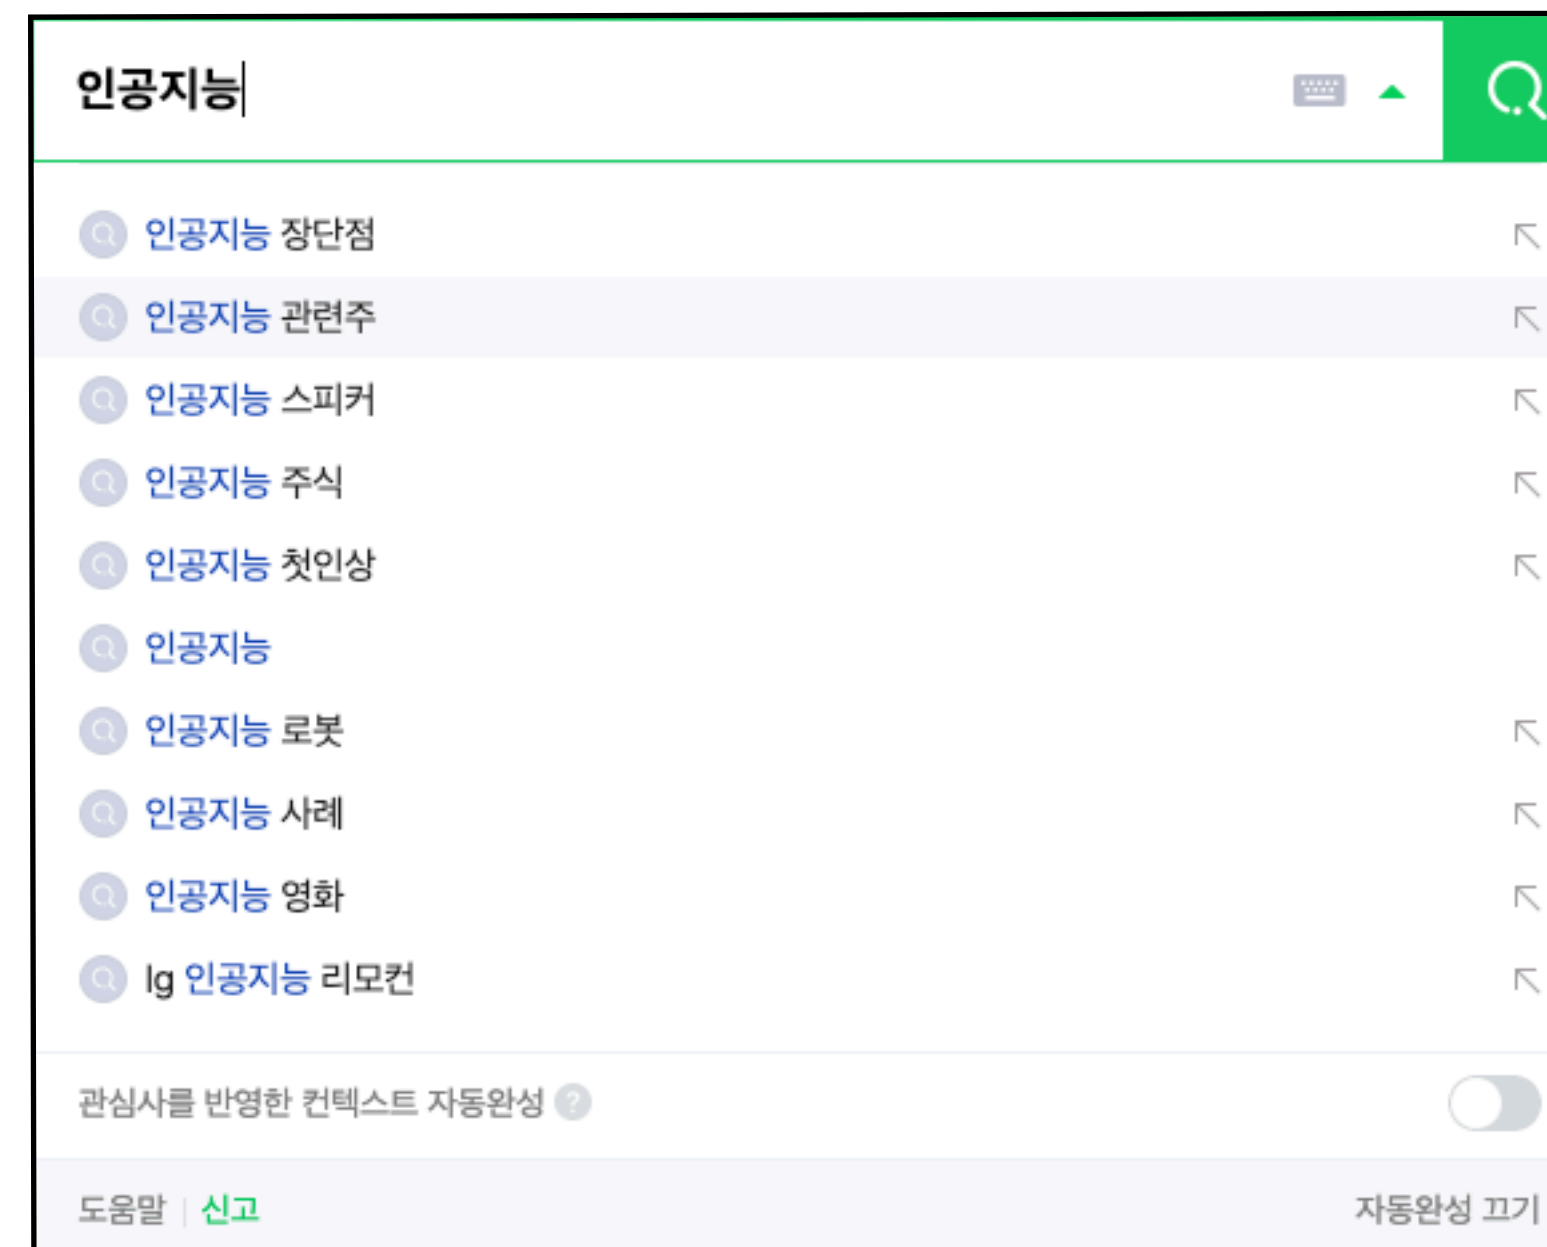 인공지능
인공지능 장단점
인공지능 관련주
인공지능 스피커
인공지능 주식
인공지능 첫인상
인공지능
인공지능 로봇
인공지능 사례
인공지능 영화
lg 인공지능 리모컨
관심사를 반영한 컨텍스트 자동완성 ?
도움말 | 신고 자동완성 끄기